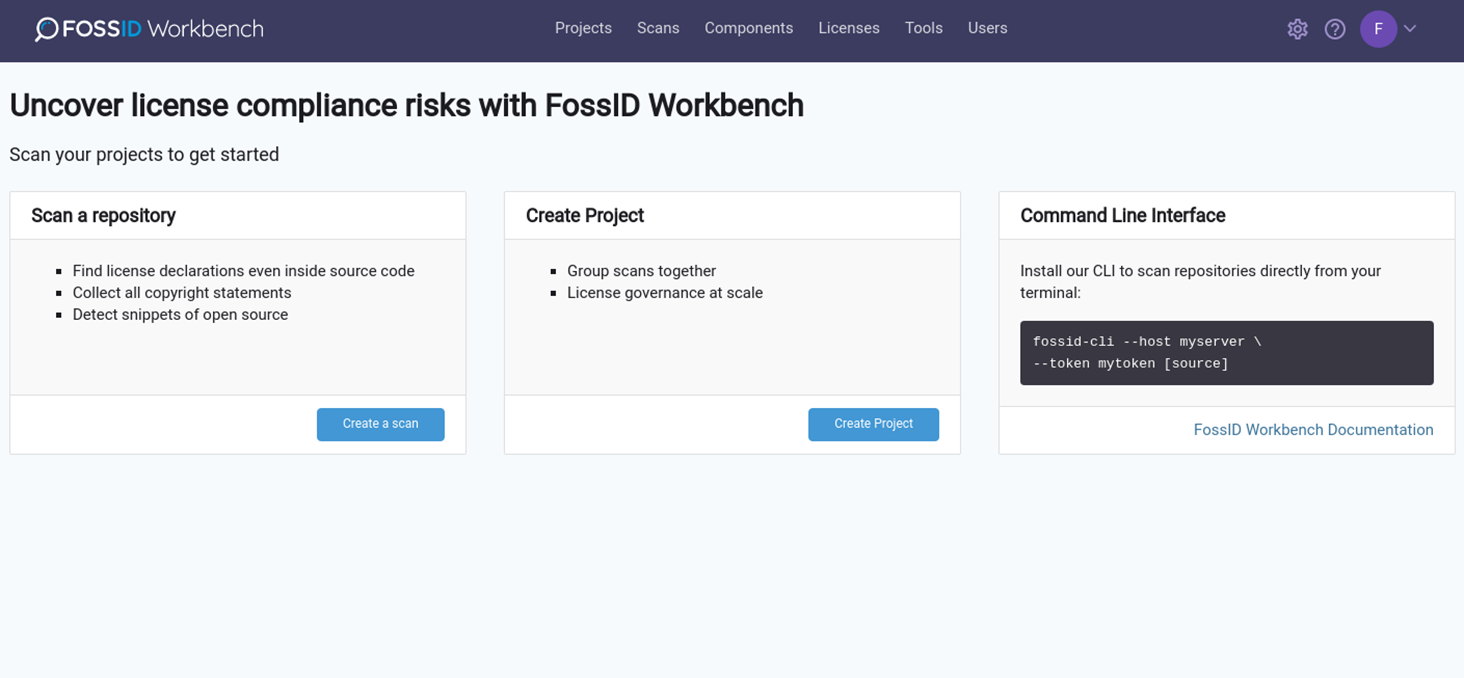 FOSSID Workbench
Projects Scans Components Licenses Tools Users
F
Uncover license compliance risks with FossID Workbench
Scan your projects to get started
Scan a repository
Find license declarations even inside source code
Collect all copyright statements
Detect snippets of open source
Create a scan
Create Project
Group scans together
License governance at scale
Create Project
Command Line Interface
Install our CLI to scan repositories directly from your
terminal:
fossid-cli --host myserver \
--token mytoken [source]
FossID Workbench Documentation